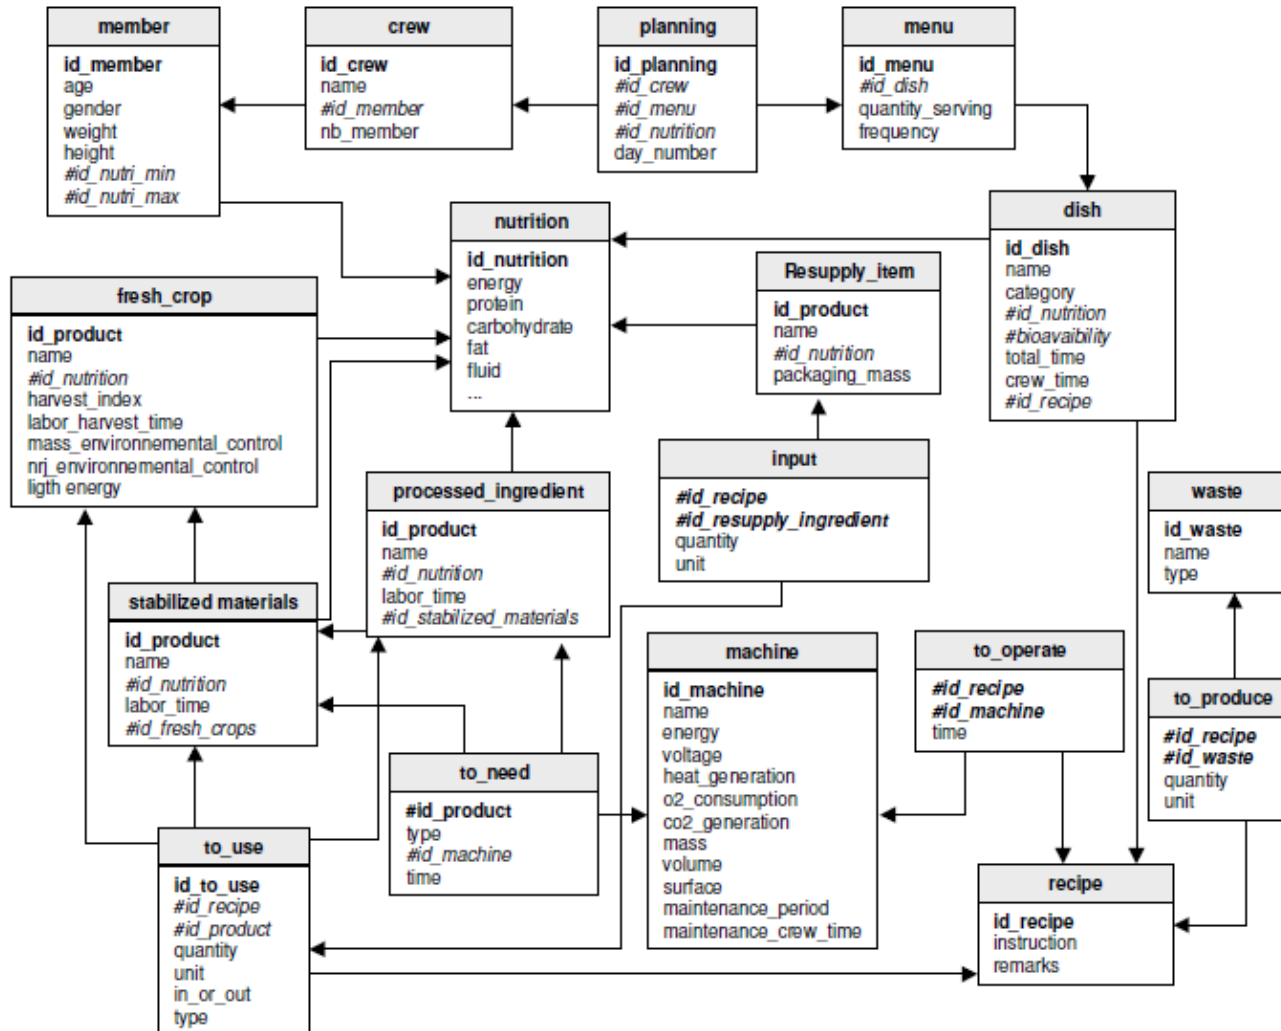 member
id_member
age
gender
weight
height
#id_nutri_min
#id_nutri_max
crew
id_crew
name
#id_member
nb_member
planning
id_planning
#id_crew
#id_menu
#id_nutrition
day_number
menu
id_menu
#id_dish
quantity_serving
frequency
nutrition
id_nutrition
energy
protein
carbohydrate
fat
fluid
...
dish
id_dish
name
category
#id_nutrition
#bioavaibility
total_time
crew_time
#id_recipe
Resupply_item
id_product
name
#id_nutrition
packaging_mass
fresh_crop
id_product
name
#id_nutrition
harvest_index
labor_harvest_time
mass_environnemental_control
nrj_environnemental_control
ligth energy
input
#id_recipe
#id_resupply_ingredient
quantity
unit
processed_ingredient
id_product
name
#id_nutrition
labor_time
#id_stabilized_materials
waste
id_waste
name
type
stabilized materials
id_product
name
#id_nutrition
labor_time
#id_fresh_crops
machine
id_machine
name
energy
voltage
heat_generation
o2_consumption
co2_generation
mass
volume
surface
maintenance_period
maintenance_crew_time
to_operate
#id_recipe
#id_machine
time
to_produce
#id_recipe
#id_waste
quantity
unit
to_need
#id_product
type
#id_machine
time
to_use
id_to_use
#id_recipe
#id_product
quantity
unit
in_or_out
type
recipe
id_recipe
instruction
remarks